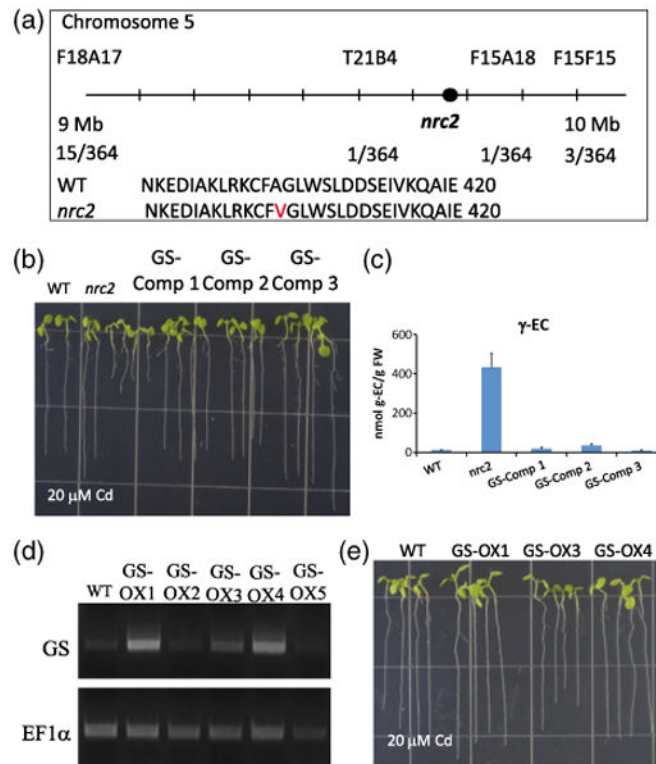 (a)
Chromosome 5
F18A17 T21B4 F15A18 F15F15
nrc2
9 Mb 10 Mb
15/364 1/364 1/364 3/364
WT NKEDIAKLRKCFAGLWSLDDSEIVKQAIE 420
nrc2 NKEDIAKLRKCFVGLWSLDDSEIVKQAIE 420
(b)
GS- GS- GS-
WT nrc2 Comp 1 Comp 2 Comp 3
20 µM Cd
(c)
γ-EC
nmol g-EC/g FW
600
400
200
0
WT nrc2 GS-Comp 1 GS-Comp 2 GS-Comp 3
(d)
GS- GS- GS- GS- GS-
WT OX1 OX2 OX3 OX4 OX5
GS
EF1α
(e)
WT GS-OX1 GS-OX3 GS-OX4
20 µM Cd